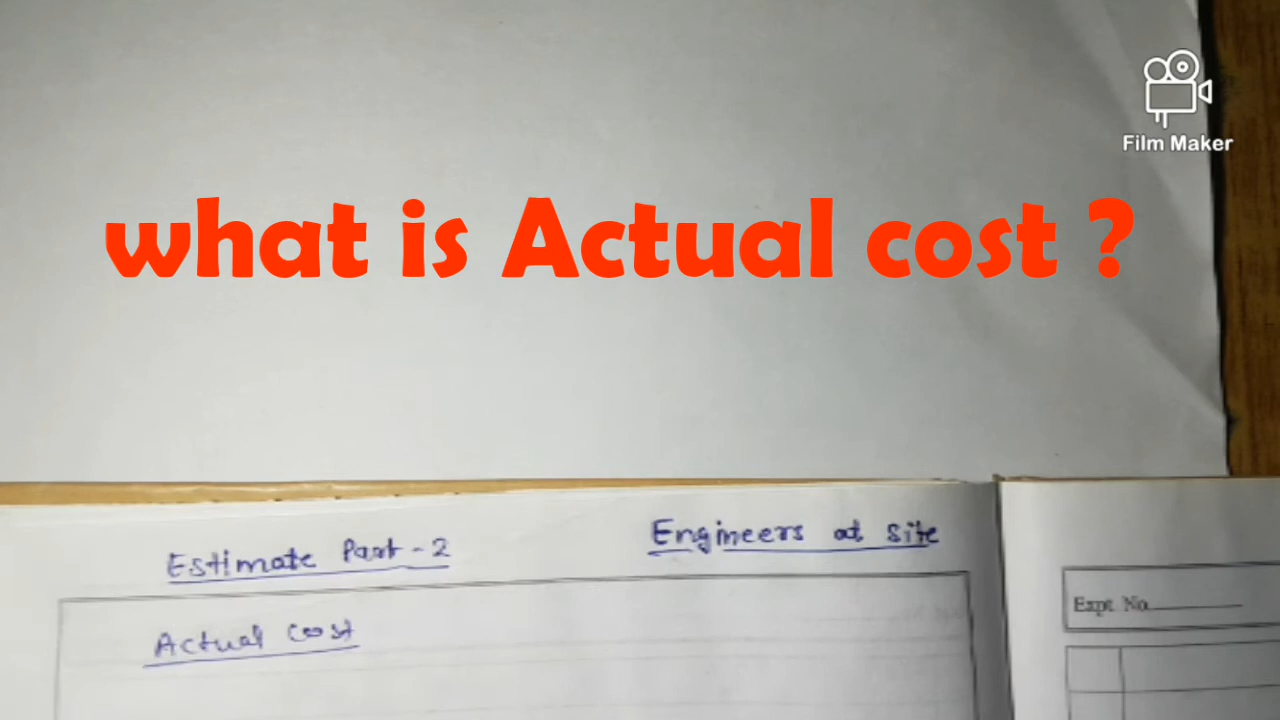 Film Maker
what is Actual cost ?
Estimate Part - 2
Engineers at site
Actual cost
Expt. No.